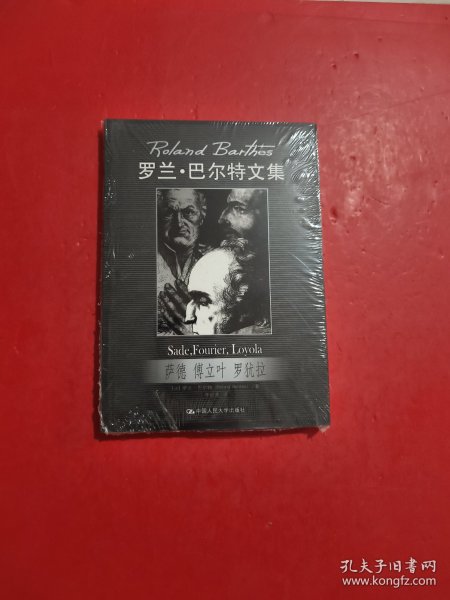 Roland Barthes
罗兰·巴尔特文集
Sade,Fourier, Loyola
萨德 傅立叶 罗犹拉
中国人民大学出版社
孔夫子旧书网
www.kongfz.com